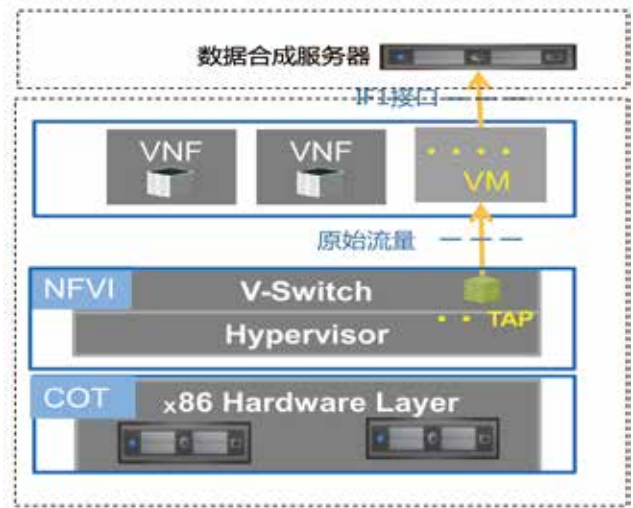 数据合成服务器
IF1接口
VNF
VNF
VM
原始流量
NFVI
V-Switch
TAP
Hypervisor
COT
x86 Hardware Layer